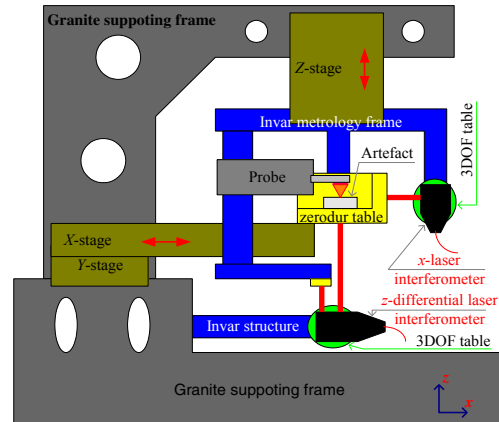 Granite suppoting frame
Z-stage
Invar metrology frame
Artefact
3DOF table
Probe
zerodur table
X-stage
Y-stage
x-laser
interferometer
z-differential laser
interferometer
Invar structure
3DOF table
Granite suppoting frame
z
x